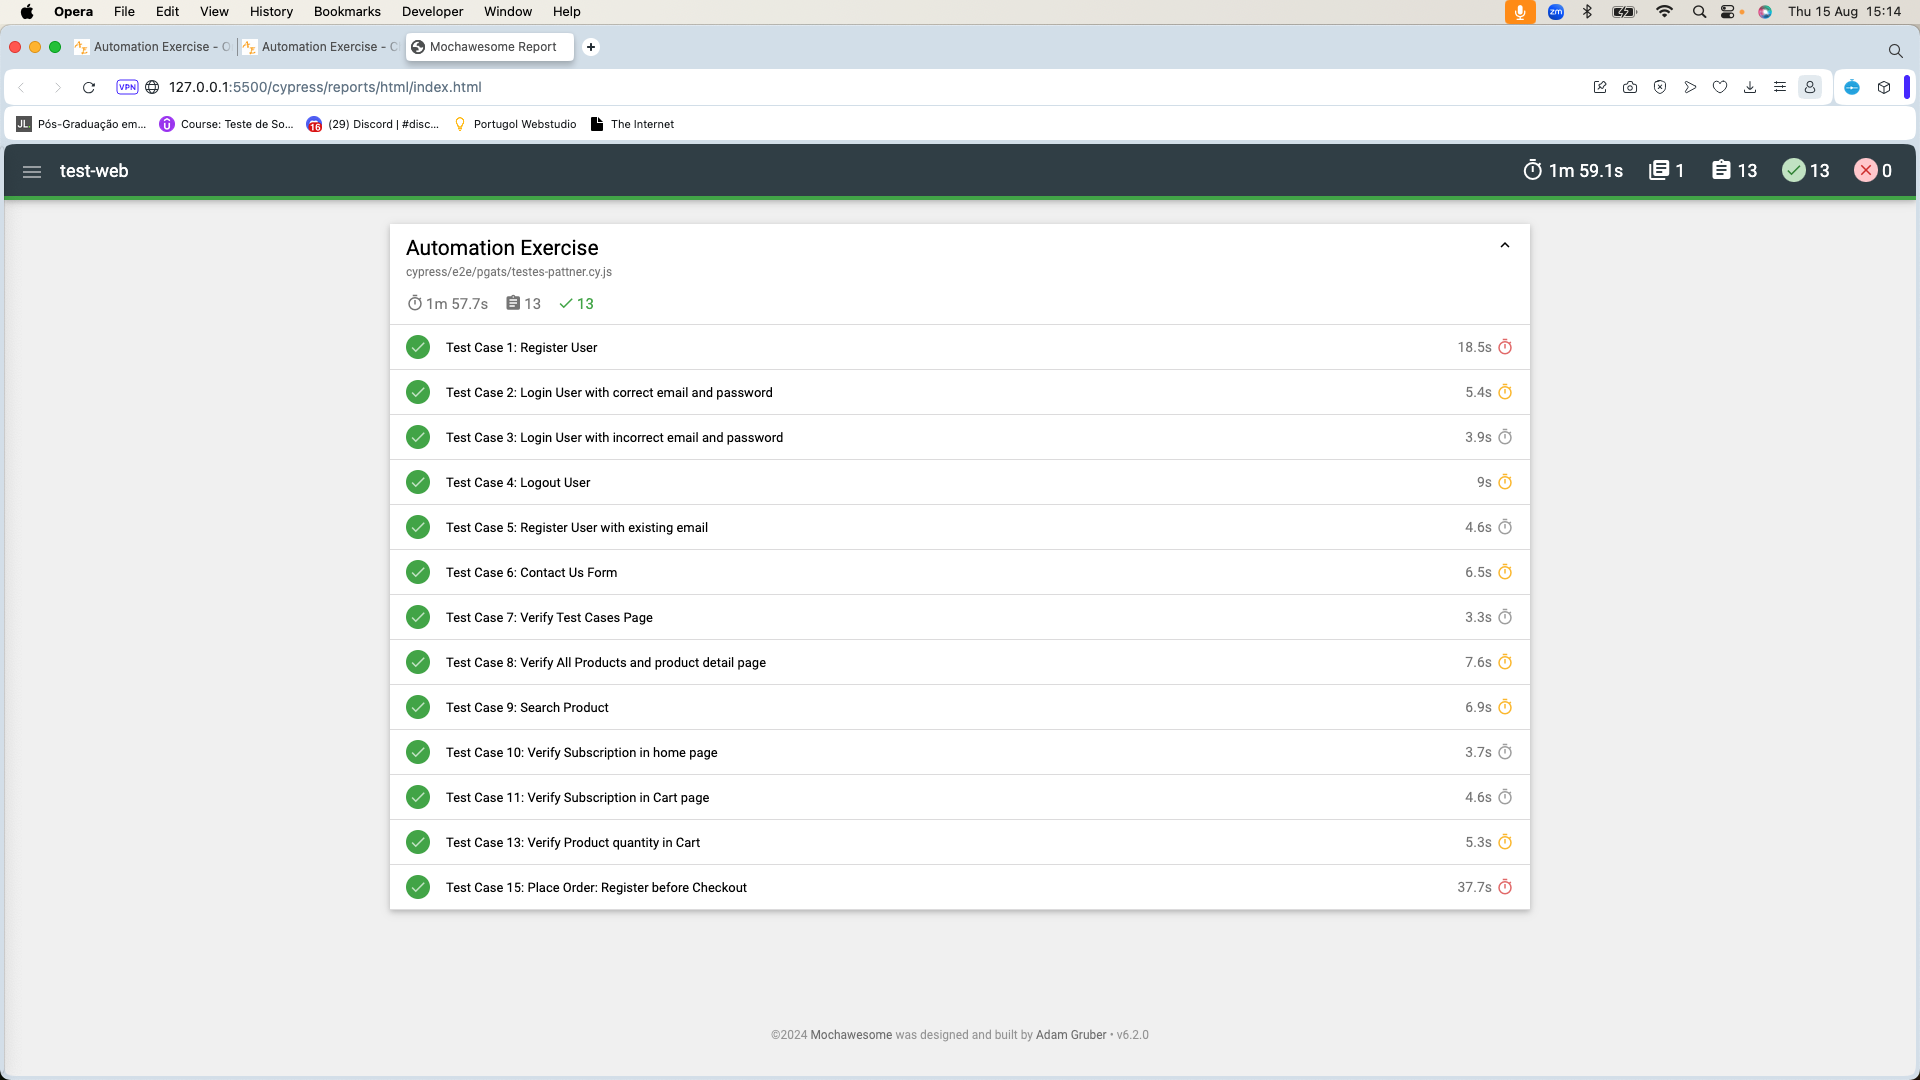 Opera File Edit View History Bookmarks Developer Window Help zm Thu 15 Aug 15:14
Automation Exercise - Automation Exercise - Mochawesome Report
VPN 127.0.0.1:5500/cypress/reports/html/index.html
JL Pós-Graduação em... Course: Teste de So... 16 (29) Discord | #disc... Portugol Webstudio The Internet
test-web 1m 59.1s 1 13 13 0
Automation Exercise
cypress/e2e/pgats/testes-pattner.cy.js
1m 57.7s 13 13
Test Case 1: Register User 18.5s
Test Case 2: Login User with correct email and password 5.4s
Test Case 3: Login User with incorrect email and password 3.9s
Test Case 4: Logout User 9s
Test Case 5: Register User with existing email 4.6s
Test Case 6: Contact Us Form 6.5s
Test Case 7: Verify Test Cases Page 3.3s
Test Case 8: Verify All Products and product detail page 7.6s
Test Case 9: Search Product 6.9s
Test Case 10: Verify Subscription in home page 3.7s
Test Case 11: Verify Subscription in Cart page 4.6s
Test Case 13: Verify Product quantity in Cart 5.3s
Test Case 15: Place Order: Register before Checkout 37.7s
©2024 Mochawesome was designed and built by Adam Gruber • v6.2.0